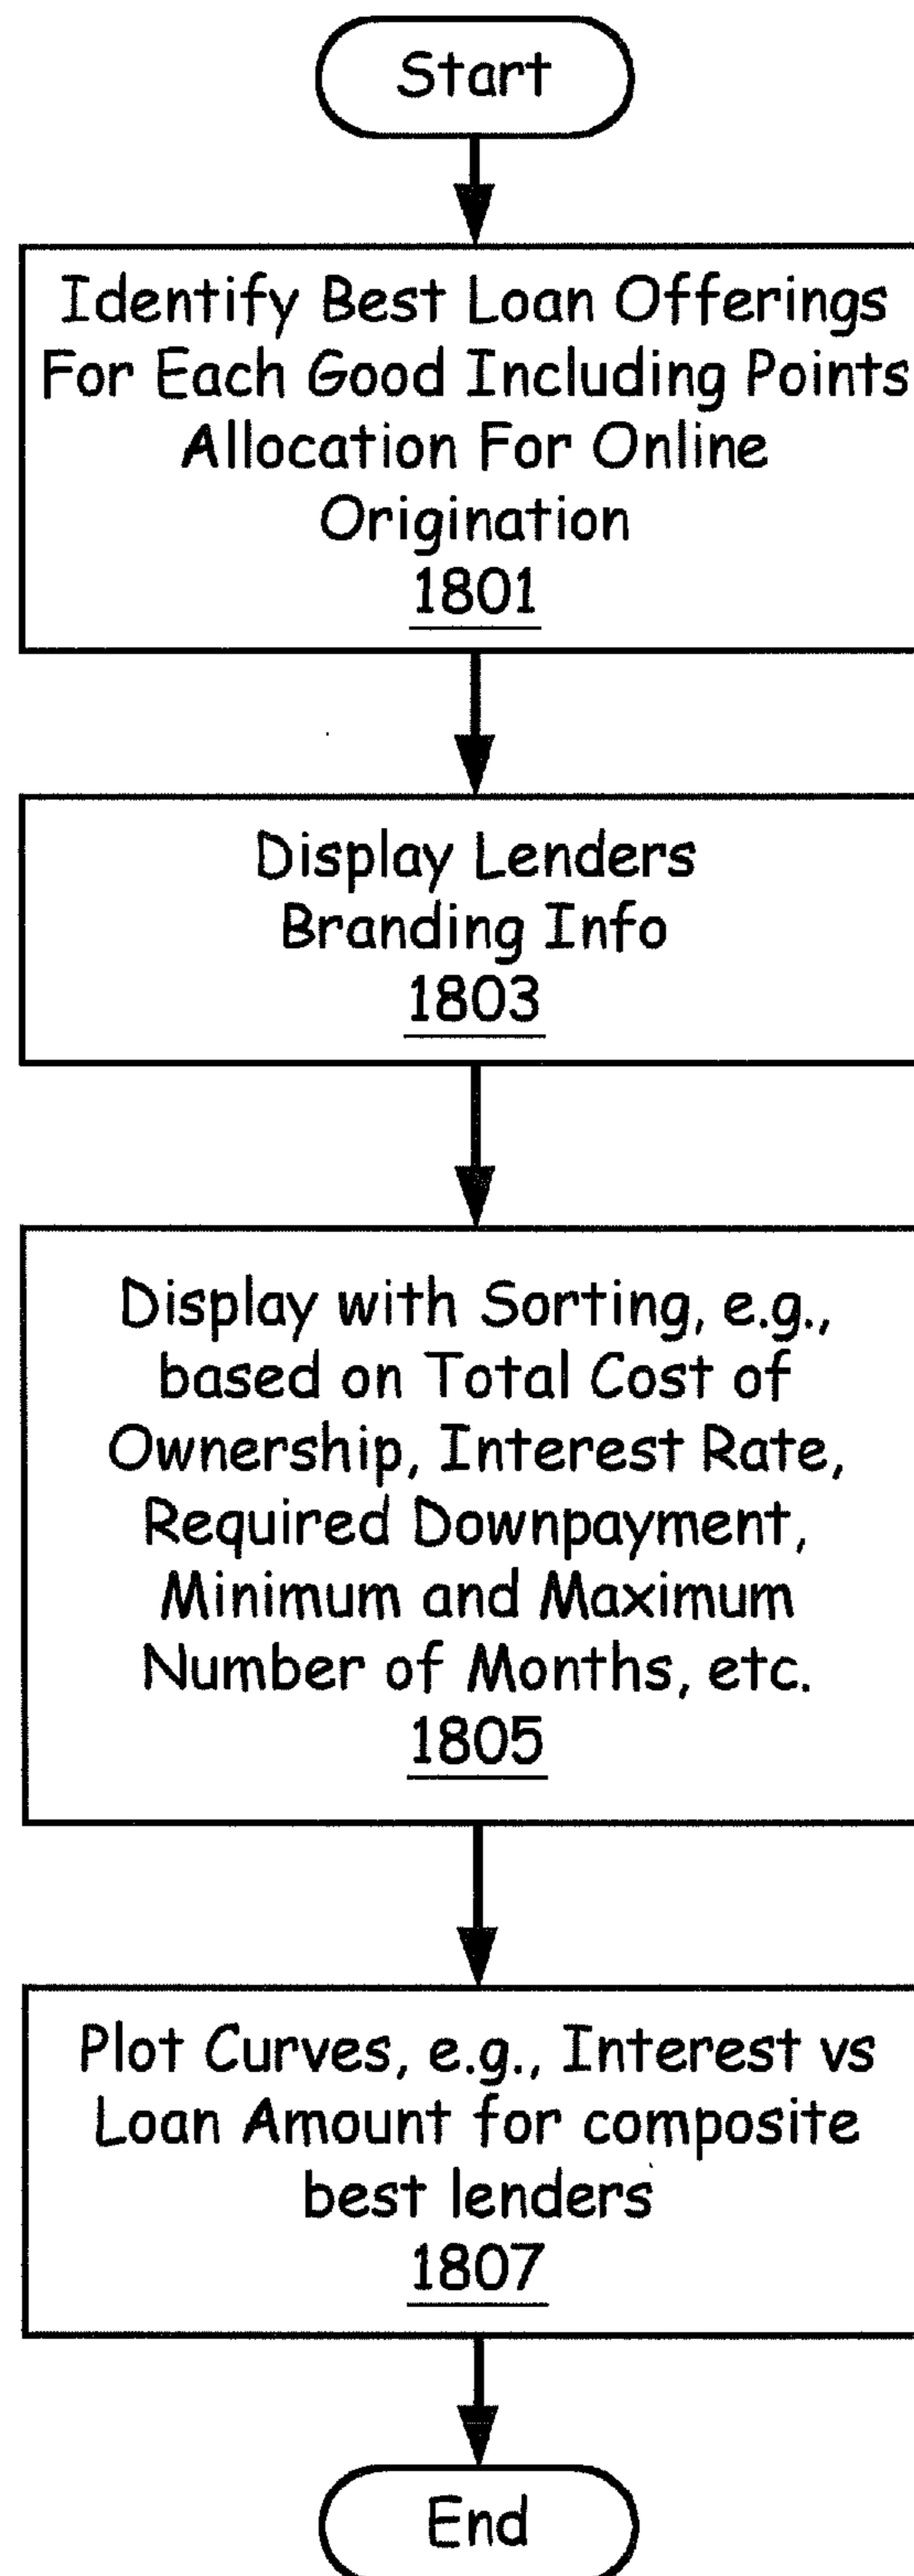 Start
Identify Best Loan Offerings
For Each Good Including Points
Allocation For Online
Origination
1801
Display Lenders
Branding Info
1803
Display with Sorting, e.g.,
based on Total Cost of
Ownership, Interest Rate,
Required Downpayment,
Minimum and Maximum
Number of Months, etc.
1805
Plot Curves, e.g., Interest vs
Loan Amount for composite
best lenders
1807
End